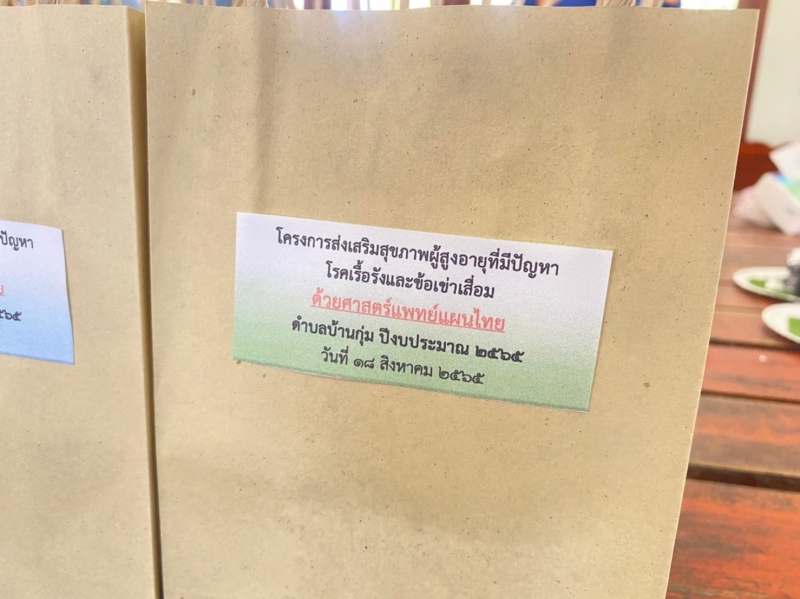 ปัญหา
โครงการส่งเสริมสุขภาพผู้สูงอายุที่มีปัญหา
โรคเรื้อรังและข้อเข่าเสื่อม
ด้วยศาสตร์แพทย์แผนไทย
ตำบลบ้านกุ่ม ปีงบประมาณ ๒๕๖๕
วันที่ ๑๘ สิงหาคม ๒๕๖๕